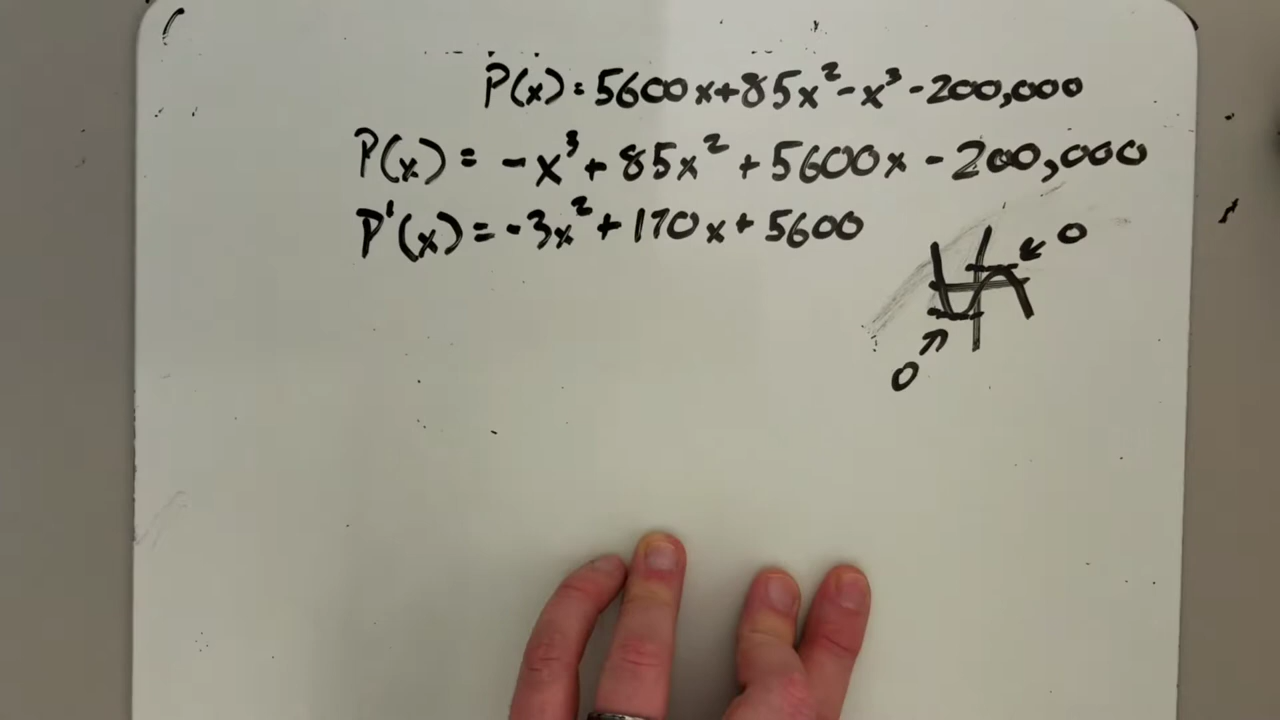 P(x) = 5600x+85x²-x³-200,000
P(x) = -x³+85x²+5600x-200,000
P'(x)=-3x²+170x+5600
0
0